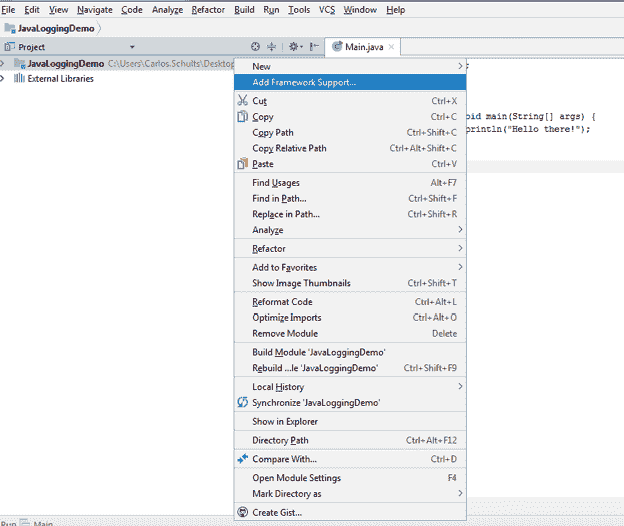 File Edit View Navigate Code Analyze Refactor Build Run Tools VCS Window Help
JavaLoggingDemo
Project
Main.java
JavaLoggingDemo C:\Users\Carlos.Schults\Desktop
External Libraries
New
Add Framework Support...
Cut Ctrl+X
Copy Ctrl+C
Copy Path Ctrl+Shift+C
Copy Relative Path Ctrl+Alt+Shift+C
Paste Ctrl+V
Find Usages Alt+F7
Find in Path... Ctrl+Shift+F
Replace in Path... Ctrl+Shift+R
Analyze
Refactor
Add to Favorites
Show Image Thumbnails Ctrl+Shift+T
Reformat Code Ctrl+Alt+L
Optimize Imports Ctrl+Alt+O
Remove Module Delete
Build Module 'JavaLoggingDemo'
Rebuild ...le 'JavaLoggingDemo' Ctrl+Shift+F9
Local History
Synchronize 'JavaLoggingDemo'
Show in Explorer
Directory Path Ctrl+Alt+F12
Compare With... Ctrl+D
Open Module Settings F4
Mark Directory as
Create Gist...
;
oid main(String[] args) {
println("Hello there!");
Run Main